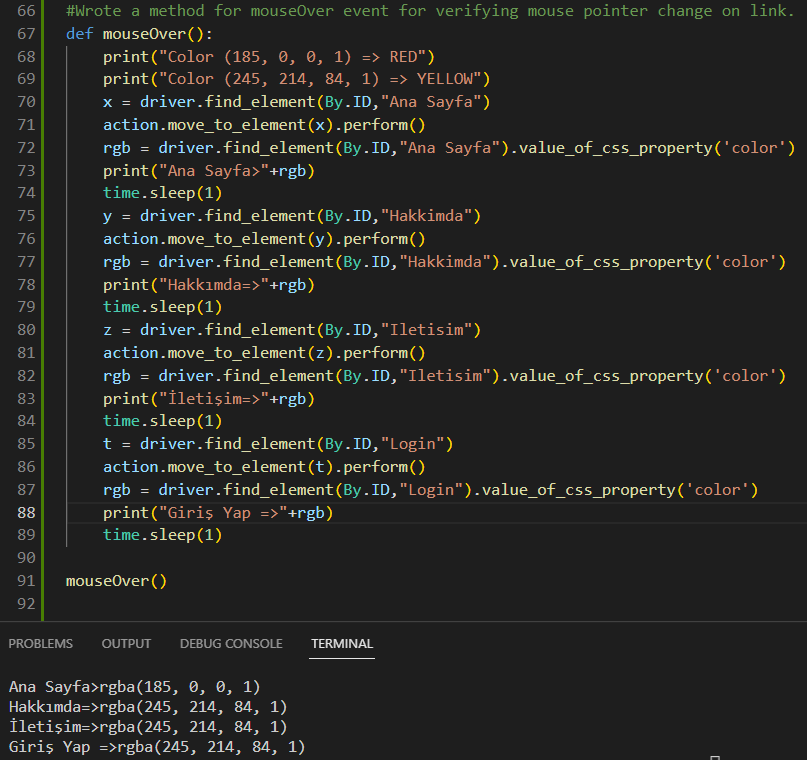 66 #Wrote a method for mouseOver event for verifying mouse pointer change on link.
67 def mouseOver():
68     print("Color (185, 0, 0, 1) => RED")
69     print("Color (245, 214, 84, 1) => YELLOW")
70     x = driver.find_element(By.ID,"Ana Sayfa")
71     action.move_to_element(x).perform()
72     rgb = driver.find_element(By.ID,"Ana Sayfa").value_of_css_property('color')
73     print("Ana Sayfa>"+rgb)
74     time.sleep(1)
75     y = driver.find_element(By.ID,"Hakkimda")
76     action.move_to_element(y).perform()
77     rgb = driver.find_element(By.ID,"Hakkimda").value_of_css_property('color')
78     print("Hakkımda=>"+rgb)
79     time.sleep(1)
80     z = driver.find_element(By.ID,"Iletisim")
81     action.move_to_element(z).perform()
82     rgb = driver.find_element(By.ID,"Iletisim").value_of_css_property('color')
83     print("İletişim=>"+rgb)
84     time.sleep(1)
85     t = driver.find_element(By.ID,"Login")
86     action.move_to_element(t).perform()
87     rgb = driver.find_element(By.ID,"Login").value_of_css_property('color')
88     print("Giriş Yap =>"+rgb)
89     time.sleep(1)
90
91 mouseOver()
92
PROBLEMS OUTPUT DEBUG CONSOLE TERMINAL
Ana Sayfa>rgba(185, 0, 0, 1)
Hakkımda=>rgba(245, 214, 84, 1)
İletişim=>rgba(245, 214, 84, 1)
Giriş Yap =>rgba(245, 214, 84, 1)